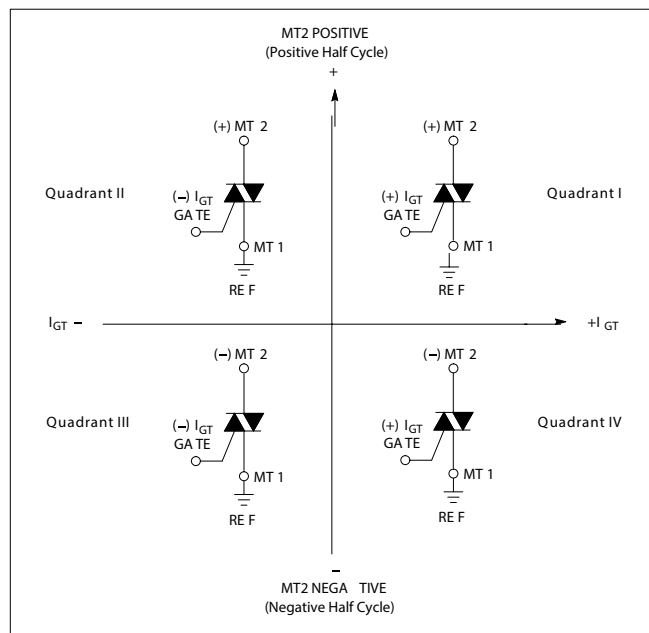 MT2 POSITIVE
(Positive Half Cycle)
+
(+) MT 2
(+) MT 2
Quadrant II
(−) IGT
GA TE
(+) IGT
GA TE
Quadrant I
MT 1
MT 1
RE F
RE F
IGT −
+I GT
(−) MT 2
(−) MT 2
Quadrant III
(−) IGT
GA TE
(+) IGT
GA TE
Quadrant IV
MT 1
MT 1
RE F
RE F
−
MT2 NEGA TIVE
(Negative Half Cycle)